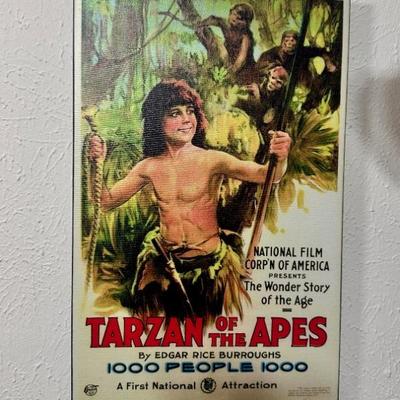 NATIONAL FILM
CORP'N OF AMERICA
PRESENTS
The Wonder Story
of the Age
TARZAN OF THE APES
By EDGAR RICE BURROUGHS
1000 PEOPLE 1000
A First National Attraction